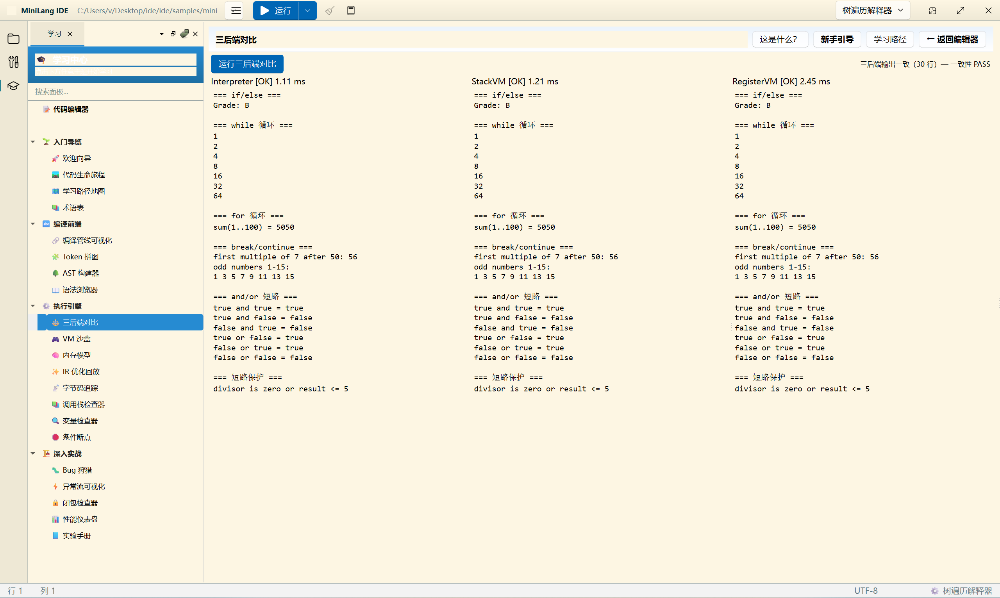 MiniLang IDE C:/Users/v/Desktop/ide/ide/samples/mini 运行 树遍历解释器
学习
学习中心
搜索面板...
代码编辑器
入门导览
欢迎向导
代码生命旅程
学习路径地图
术语表
编译前端
编译管线可视化
Token 拼图
AST 构建器
语法浏览器
执行引擎
三后端对比
VM 沙盒
内存模型
IR 优化回放
字节码追踪
调用栈检查器
变量检查器
条件断点
深入实战
Bug 狩猎
异常流可视化
闭包检查器
性能仪表盘
实验手册
三后端对比 这是什么? 新手引导 学习路径 ← 返回编辑器
运行三后端对比 三后端输出一致（30 行）— 一致性 PASS
Interpreter [OK] 1.11 ms
=== if/else ===
Grade: B
=== while 循环 ===
1
2
4
8
16
32
64
=== for 循环 ===
sum(1..100) = 5050
=== break/continue ===
first multiple of 7 after 50: 56
odd numbers 1-15:
1 3 5 7 9 11 13 15
=== and/or 短路 ===
true and true = true
true and false = false
false and true = false
true or false = true
false or true = true
false or false = false
=== 短路保护 ===
divisor is zero or result <= 5
StackVM [OK] 1.21 ms
=== if/else ===
Grade: B
=== while 循环 ===
1
2
4
8
16
32
64
=== for 循环 ===
sum(1..100) = 5050
=== break/continue ===
first multiple of 7 after 50: 56
odd numbers 1-15:
1 3 5 7 9 11 13 15
=== and/or 短路 ===
true and true = true
true and false = false
false and true = false
true or false = true
false or true = true
false or false = false
=== 短路保护 ===
divisor is zero or result <= 5
RegisterVM [OK] 2.45 ms
=== if/else ===
Grade: B
=== while 循环 ===
1
2
4
8
16
32
64
=== for 循环 ===
sum(1..100) = 5050
=== break/continue ===
first multiple of 7 after 50: 56
odd numbers 1-15:
1 3 5 7 9 11 13 15
=== and/or 短路 ===
true and true = true
true and false = false
false and true = false
true or false = true
false or true = true
false or false = false
=== 短路保护 ===
divisor is zero or result <= 5
行 1 列 1 UTF-8 树遍历解释器